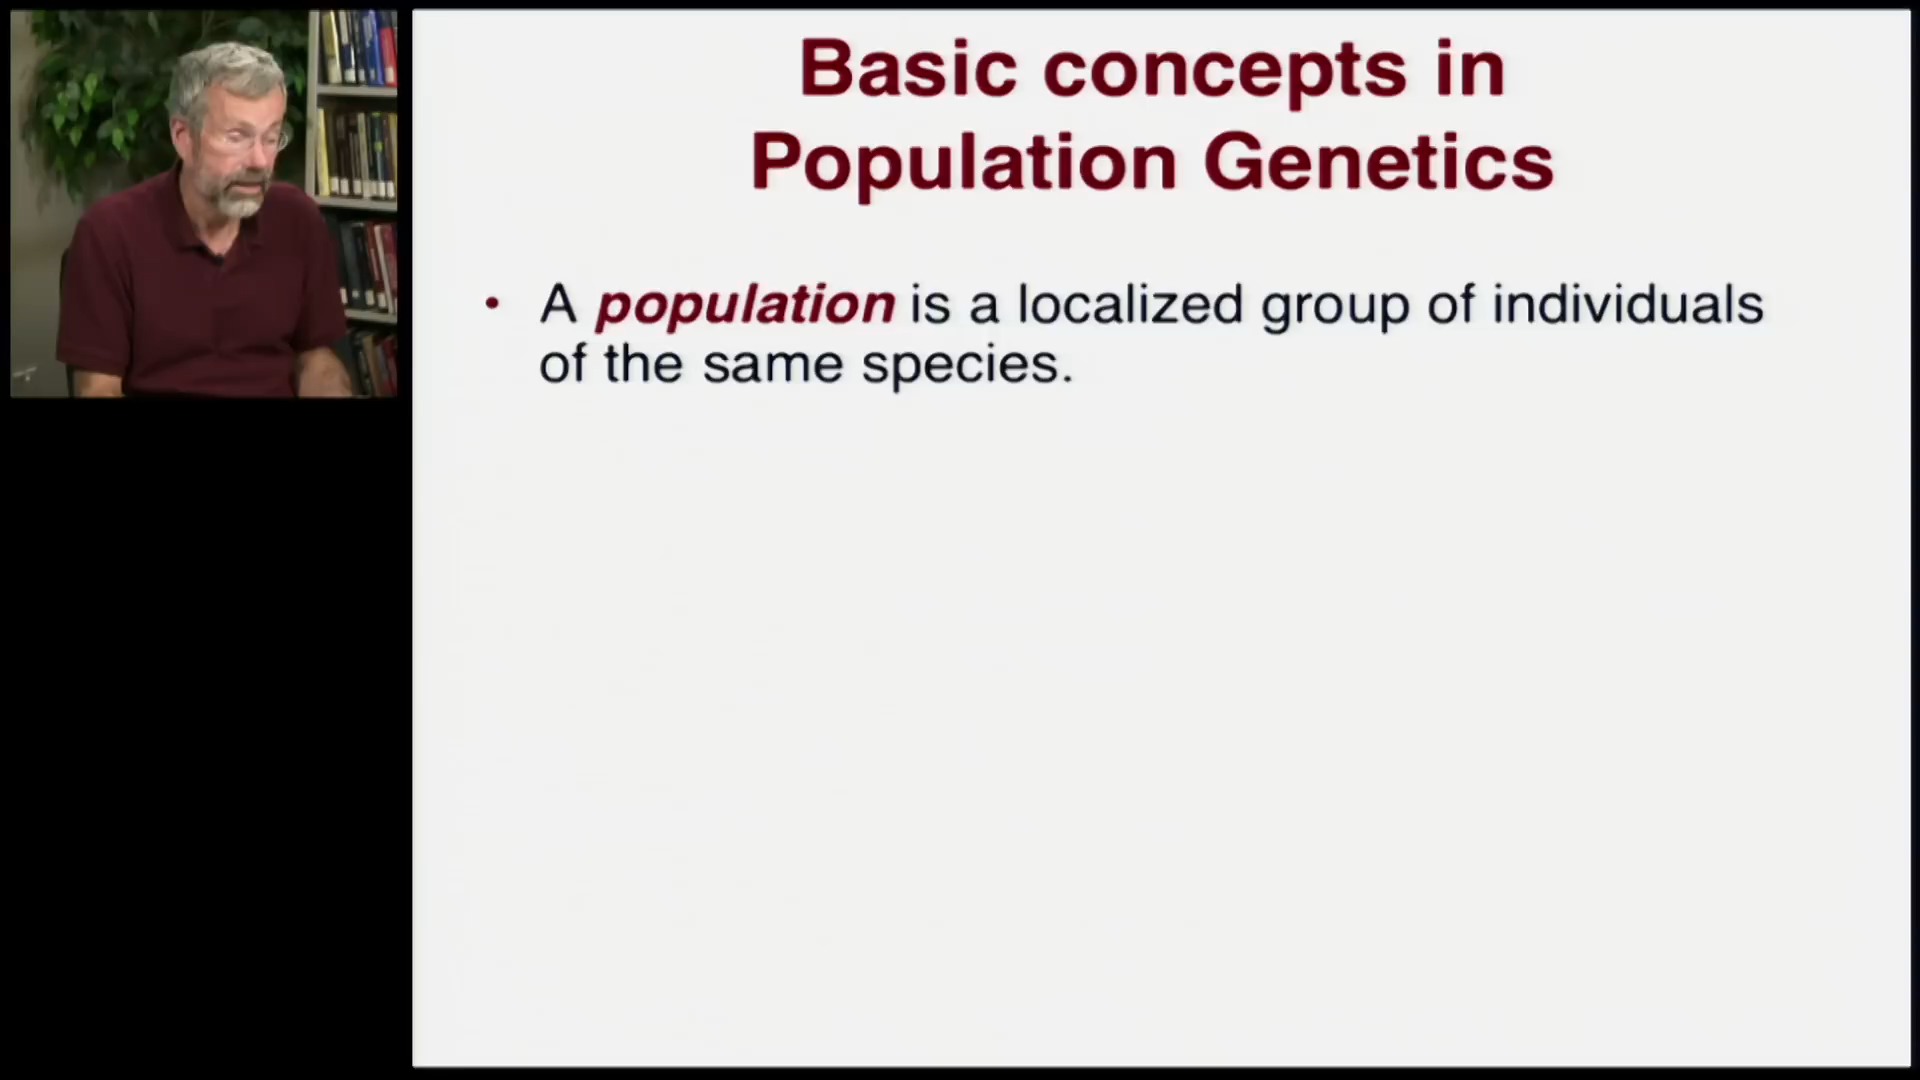 Basic concepts in
Population Genetics
• A population is a localized group of individuals
of the same species.